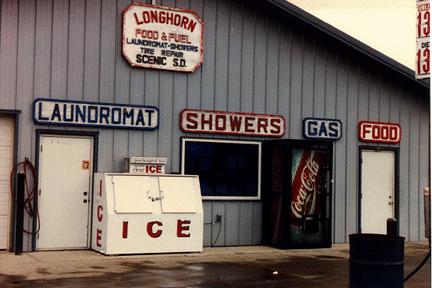 LONGHORN
FOOD & FUEL
LAUNDROMAT-SHOWERS
TIRE REPAIR
SCENIC S.D.
LAUNDROMAT
SHOWERS
GAS
FOOD
ICE
ICE
ICE
Coca-Cola
13
DIE
13